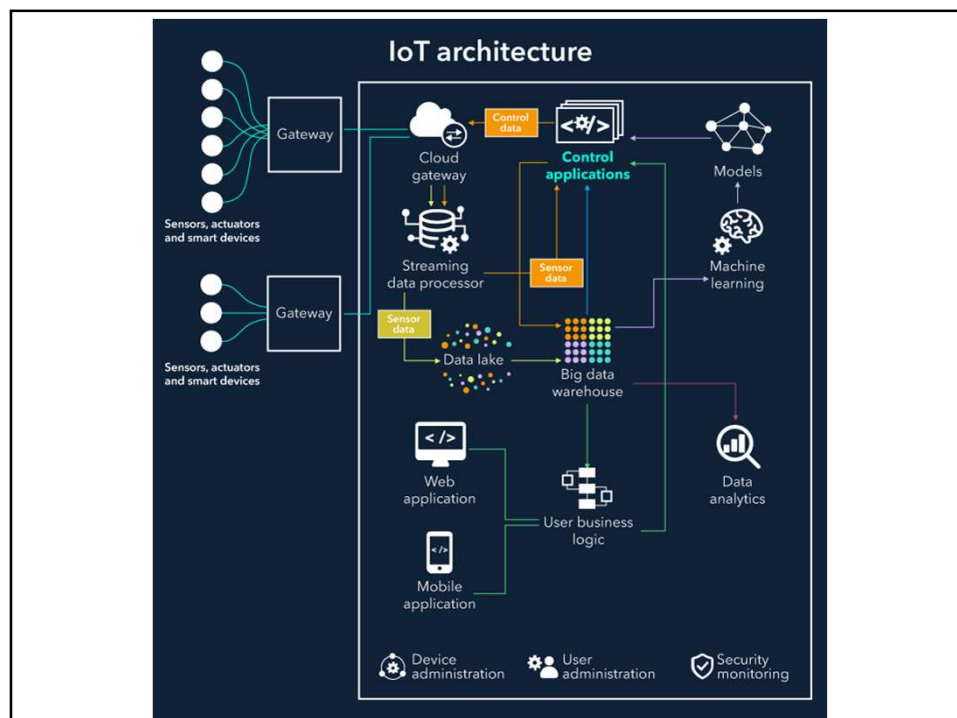 IoT architecture
Gateway
Sensors, actuators
and smart devices
Gateway
Sensors, actuators
and smart devices
Cloud
gateway
Control
data
</>
Control
applications
Models
Streaming
data processor
Sensor
data
Machine
learning
Sensor
data
Data lake
Big data
warehouse
</>
Web
application
User business
logic
Data
analytics
</>
Mobile
application
Device
administration
User
administration
Security
monitoring